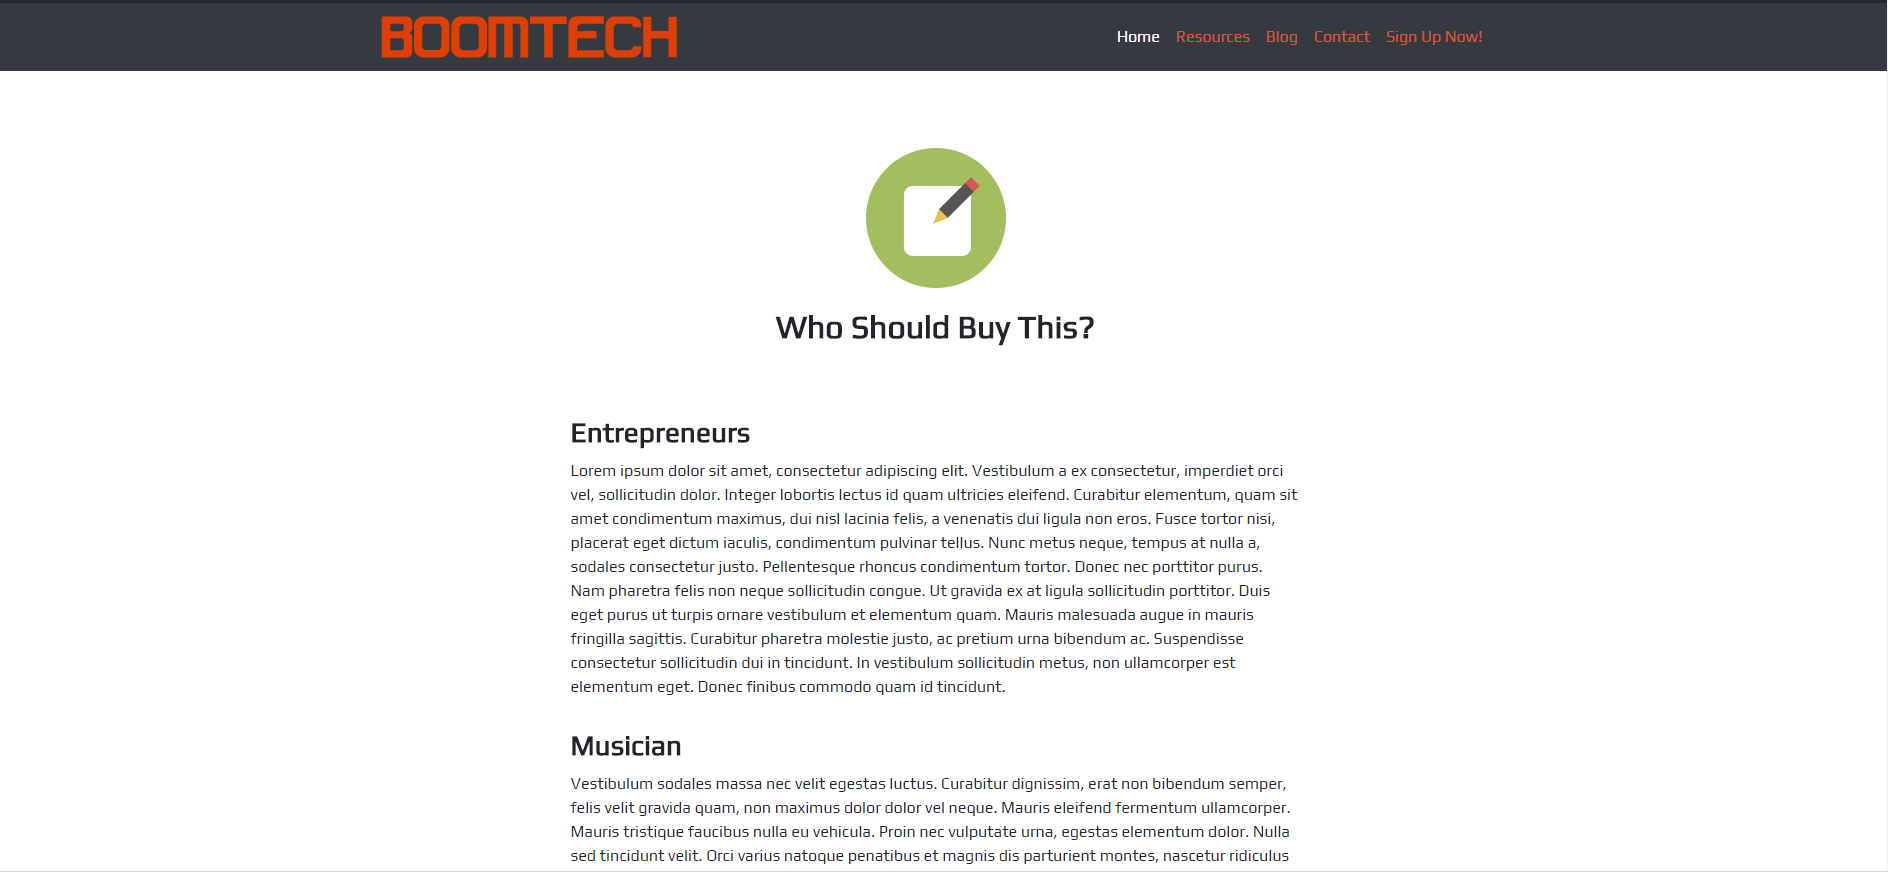 BOOMTECH
Home Resources Blog Contact Sign Up Now!
Who Should Buy This?
Entrepreneurs
Lorem ipsum dolor sit amet, consectetur adipiscing elit. Vestibulum a ex consectetur, imperdiet orci
vel, sollicitudin dolor. Integer lobortis lectus id quam ultricies eleifend. Curabitur elementum, quam sit
amet condimentum maximus, dui nisl lacinia felis, a venenatis dui ligula non eros. Fusce tortor nisi,
placerat eget dictum iaculis, condimentum pulvinar tellus. Nunc metus neque, tempus at nulla a,
sodales consectetur justo. Pellentesque rhoncus condimentum tortor. Donec nec porttitor purus.
Nam pharetra felis non neque sollicitudin congue. Ut gravida ex at ligula sollicitudin porttitor. Duis
eget purus ut turpis ornare vestibulum et elementum quam. Mauris malesuada augue in mauris
fringilla sagittis. Curabitur pharetra molestie justo, ac pretium urna bibendum ac. Suspendisse
consectetur sollicitudin dui in tincidunt. In vestibulum sollicitudin metus, non ullamcorper est
elementum eget. Donec finibus commodo quam id tincidunt.
Musician
Vestibulum sodales massa nec velit egestas luctus. Curabitur dignissim, erat non bibendum semper,
felis velit gravida quam, non maximus dolor dolor vel neque. Mauris eleifend fermentum ullamcorper.
Mauris tristique faucibus nulla eu vehicula. Proin nec vulputate urna, egestas elementum dolor. Nulla
sed tincidunt velit. Orci varius natoque penatibus et magnis dis parturient montes, nascetur ridiculus